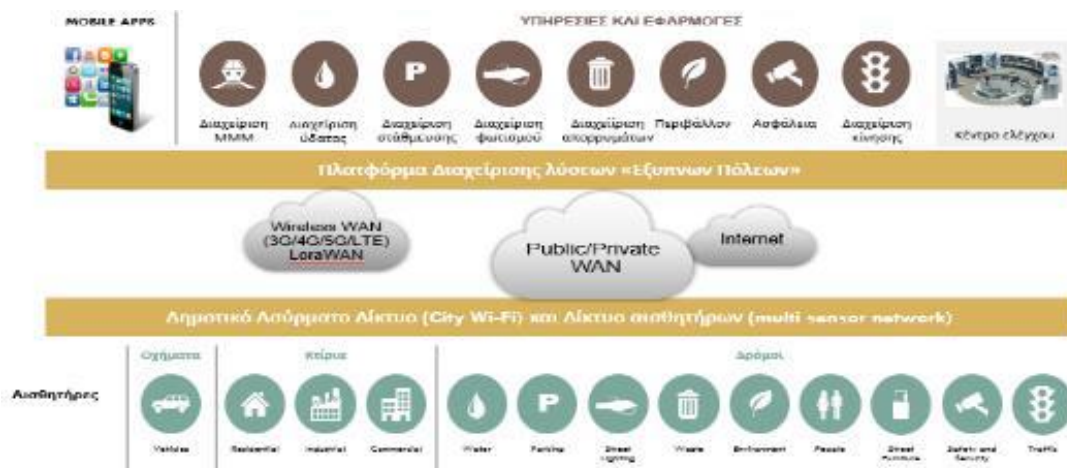 MOBILE APPS
ΥΠΗΡΕΣΙΕΣ ΚΑΙ ΕΦΑΡΜΟΓΕΣ
Διαχείριση ΜΜΜ
Διαχείριση ύδατος
Διαχείριση στάθμευσης
Διαχείριση φωτισμού
Διαχείριση απορριμάτων
Περιβάλλον
Ασφάλεια
Διαχείριση κίνησης
Κέντρο ελέγχου
Πλατφόρμα Διαχείρισης λύσεων «Εξυπνων Πόλεων»
Wireless WAN
(3G/4G/5G/LTE)
LoraWAN
Public/Private
WAN
Internet
Δημοτικό Ασύρματο Δίκτυο (City Wi-Fi) και Δίκτυο αισθητήρων (multi sensor network)
Οχήματα
Κτίρια
Δρόμοι
Αισθητήρες
P
P
Vehicles
Residential
Industrial
Commercial
Water
Parking
Street
Lighting
Waste
Environment
People
Street
Furniture
Safety and
Security
Traffic